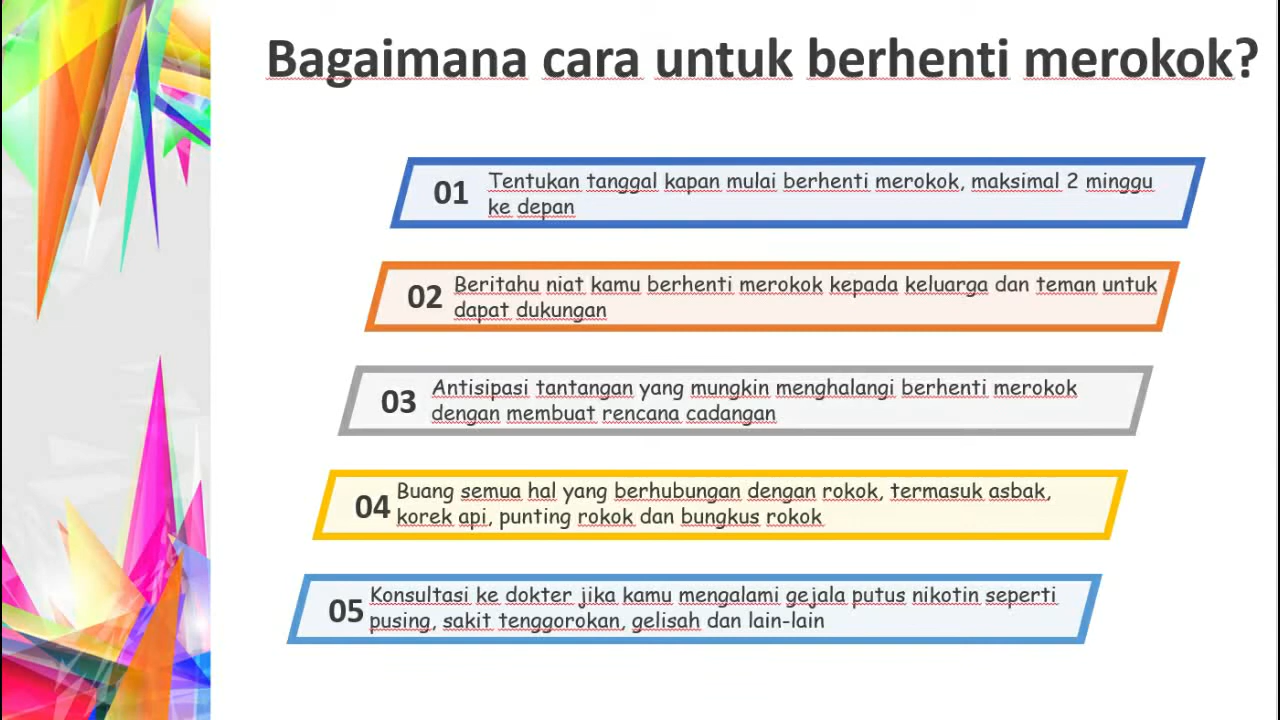 Bagaimana cara untuk berhenti merokok?
01
Tentukan tanggal kapan mulai berhenti merokok, maksimal 2 minggu
ke depan
02
Beritahu niat kamu berhenti merokok kepada keluarga dan teman untuk
dapat dukungan
03
Antisipasi tantangan yang mungkin menghalangi berhenti merokok
dengan membuat rencana cadangan
04
Buang semua hal yang berhubungan dengan rokok, termasuk asbak,
korek api, punting rokok dan bungkus rokok
05
Konsultasi ke dokter jika kamu mengalami gejala putus nikotin seperti
pusing, sakit tenggorokan, gelisah dan lain-lain